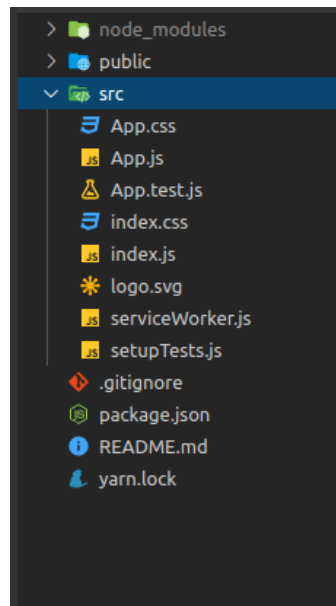 node_modules
public
src
App.css
App.js
App.test.js
index.css
index.js
logo.svg
serviceWorker.js
setupTests.js
.gitignore
package.json
README.md
yarn.lock